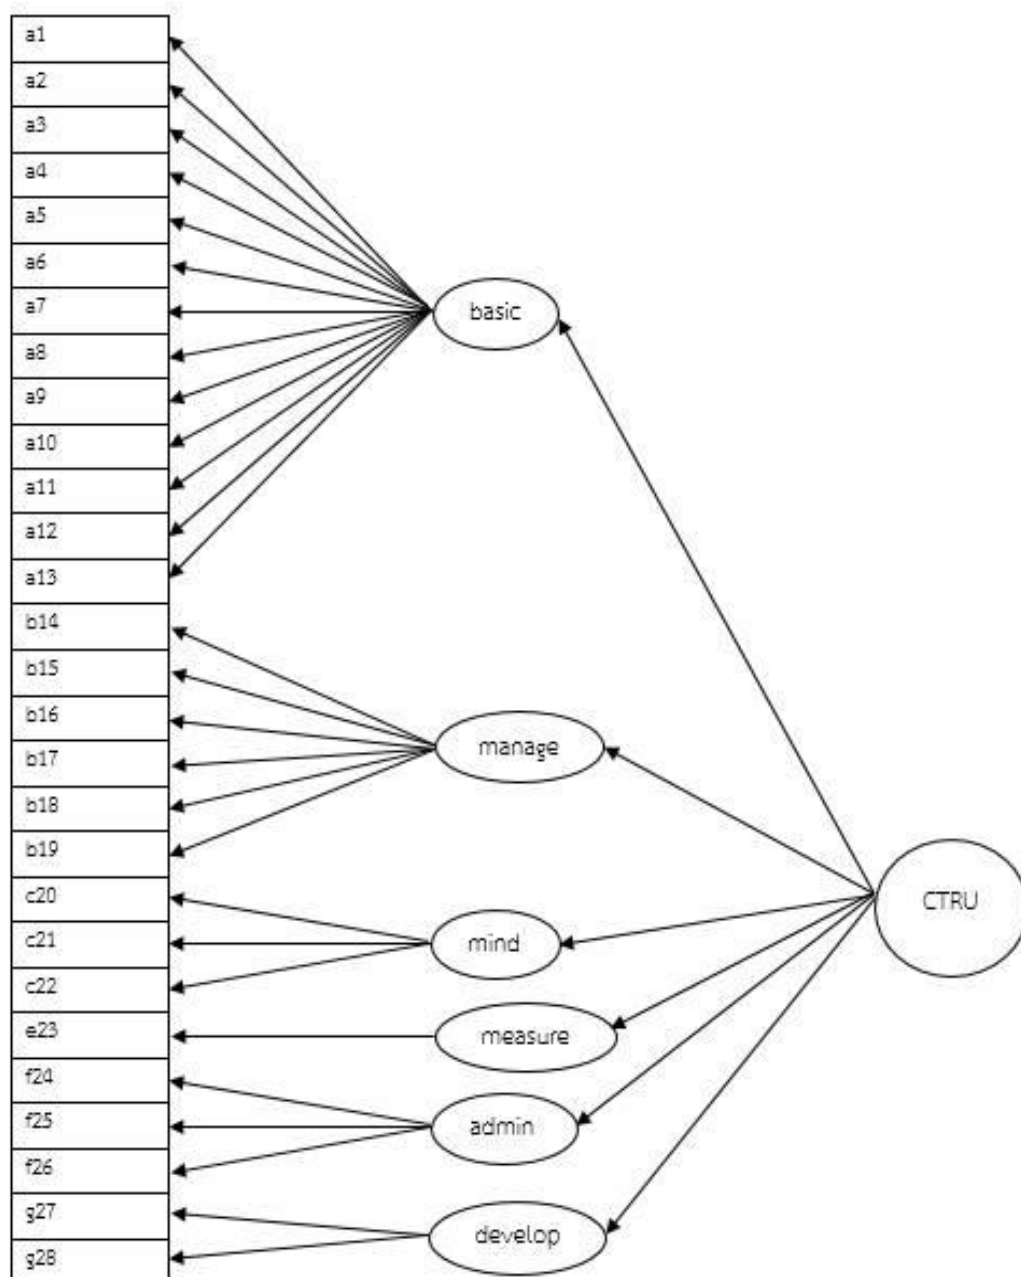 a1
a2
a3
a4
a5
a6
a7
a8
a9
a10
a11
a12
a13
b14
b15
b16
b17
b18
b19
c20
c21
c22
e23
f24
f25
f26
g27
g28
basic
manage
mind
measure
admin
develop
CTRU